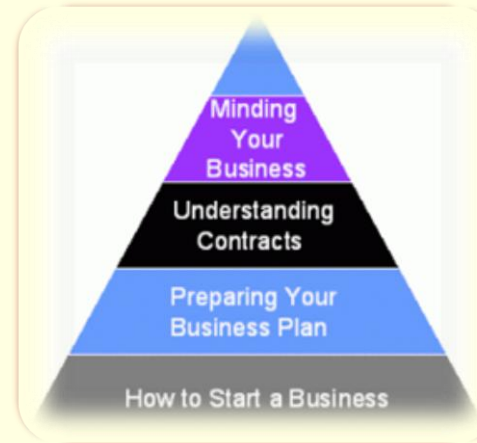 Minding
Your
Business
Understanding
Contracts
Preparing Your
Business Plan
How to Start a Business